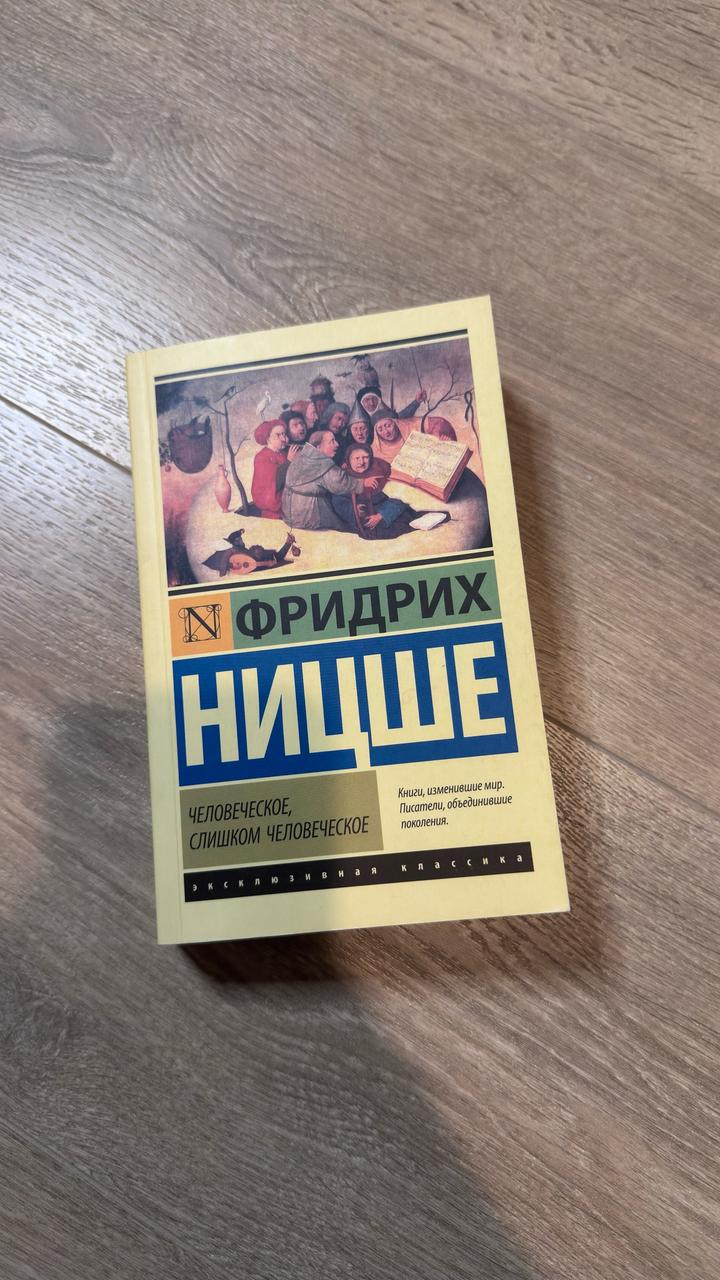 N ФРИДРИХ
НИЦШЕ
ЧЕЛОВЕЧЕСКОЕ,
СЛИШКОМ ЧЕЛОВЕЧЕСКОЕ
Книги, изменившие мир.
Писатели, объединившие
поколения.
эксклюзивная классика